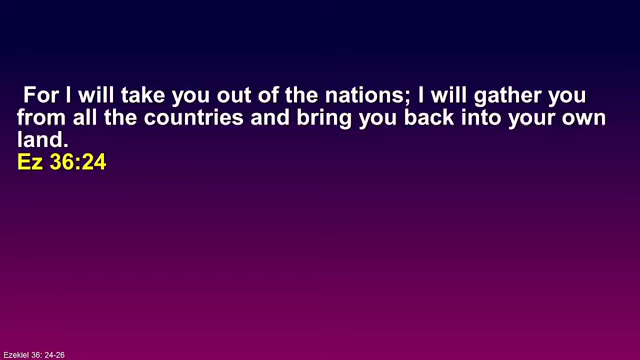 For I will take you out of the nations; I will gather you
from all the countries and bring you back into your own
land.
Ez 36:24
Ezekiel 36: 24-26